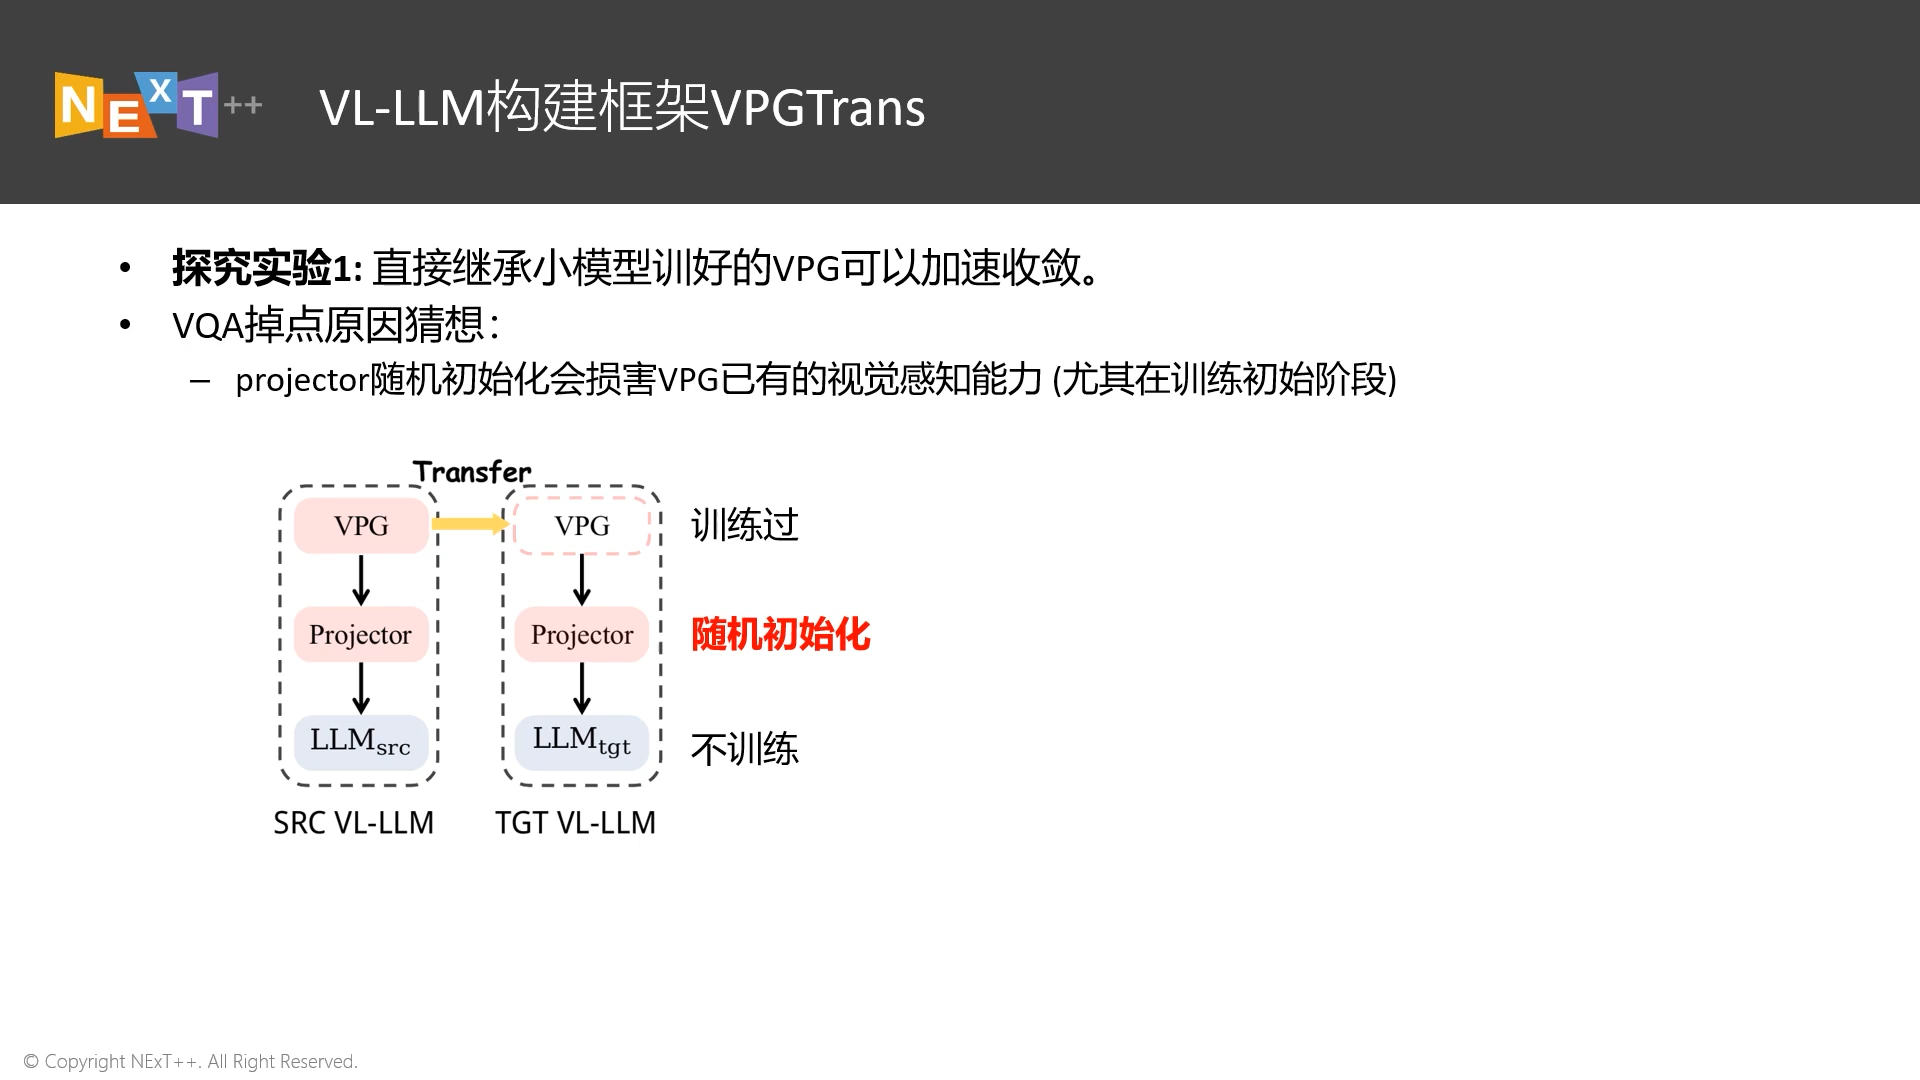 NExT++
VL-LLM构建框架VPGTrans
• 探究实验1: 直接继承小模型训好的VPG可以加速收敛。
• VQA掉点原因猜想：
– projector随机初始化会损害VPG已有的视觉感知能力 (尤其在训练初始阶段)
Transfer
VPG VPG 训练过
Projector Projector 随机初始化
LLMsrc LLMtgt 不训练
SRC VL-LLM TGT VL-LLM
© Copyright NExT++. All Right Reserved.